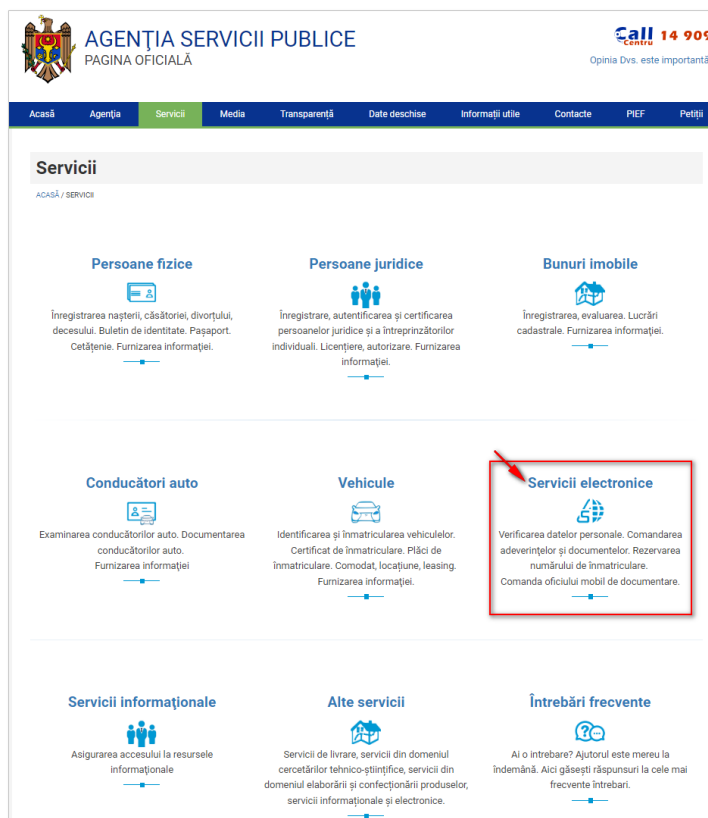 AGENȚIA SERVICII PUBLICE
PAGINA OFICIALĂ
Call Centru 14 909
Opinia Dvs. este importantă
Acasă Agenţia Servicii Media Transparență Date deschise Informații utile Contacte PIEF Petiții
Servicii
ACASĂ / SERVICII
Persoane fizice
Înregistrarea nașterii, căsătoriei, divorțului,
decesului. Buletin de identitate. Pașaport.
Cetățenie. Furnizarea informației.
Persoane juridice
Înregistrare, autentificarea și certificarea
persoanelor juridice și a întreprinzătorilor
individuali. Licențiere, autorizare. Furnizarea
informației.
Bunuri imobile
Înregistrarea, evaluarea. Lucrări
cadastrale. Furnizarea informației.
Conducători auto
Examinarea conducătorilor auto. Documentarea
conducătorilor auto.
Furnizarea informației
Vehicule
Identificarea și înmatricularea vehiculelor.
Certificat de înmatriculare. Plăci de
înmatriculare. Comodat, locațiune, leasing.
Furnizarea informației.
Servicii electronice
Verificarea datelor personale. Comandarea
adeverințelor și documentelor. Rezervarea
numărului de înmatriculare.
Comanda oficiului mobil de documentare.
Servicii informaționale
Asigurarea accesului la resursele
informaționale
Alte servicii
Servicii de livrare, servicii din domeniul
cercetărilor tehnico-științifice, servicii din
domeniul elaborării și confecționării produselor,
servicii informaționale și electronice.
Întrebări frecvente
Ai o intrebare? Ajutorul este mereu la
îndemână. Aici găsești răspunsuri la cele mai
frecvente întrebari.